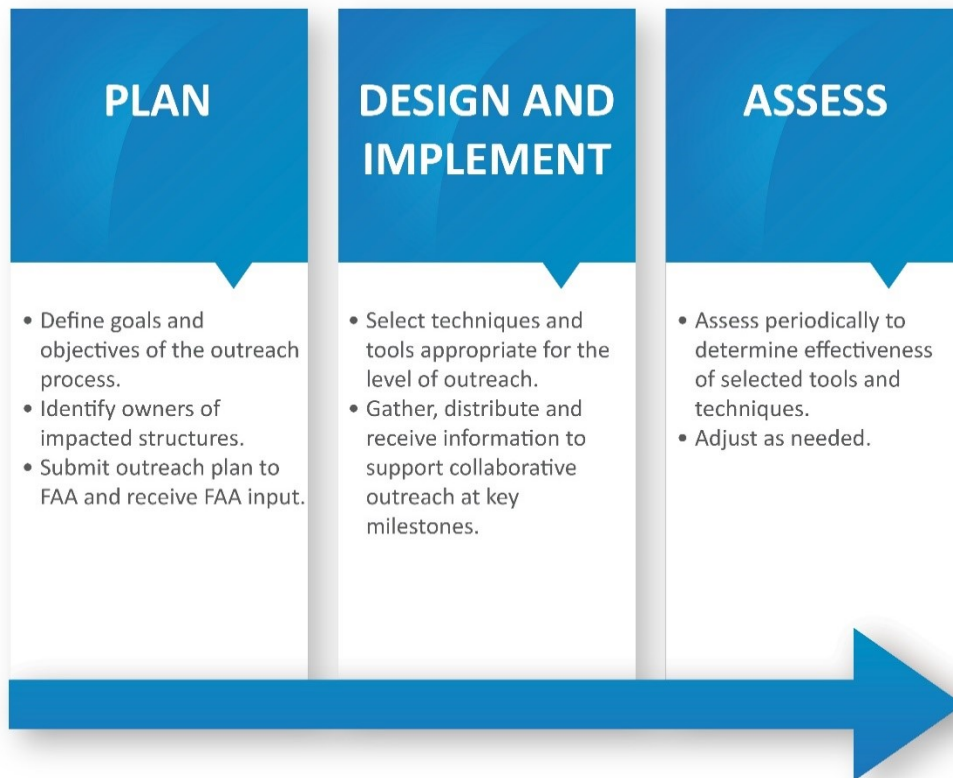 PLAN
• Define goals and
objectives of the outreach
process.
• Identify owners of
impacted structures.
• Submit outreach plan to
FAA and receive FAA input.
DESIGN AND
IMPLEMENT
• Select techniques and
tools appropriate for the
level of outreach.
• Gather, distribute and
receive information to
support collaborative
outreach at key
milestones.
ASSESS
• Assess periodically to
determine effectiveness
of selected tools and
techniques.
• Adjust as needed.